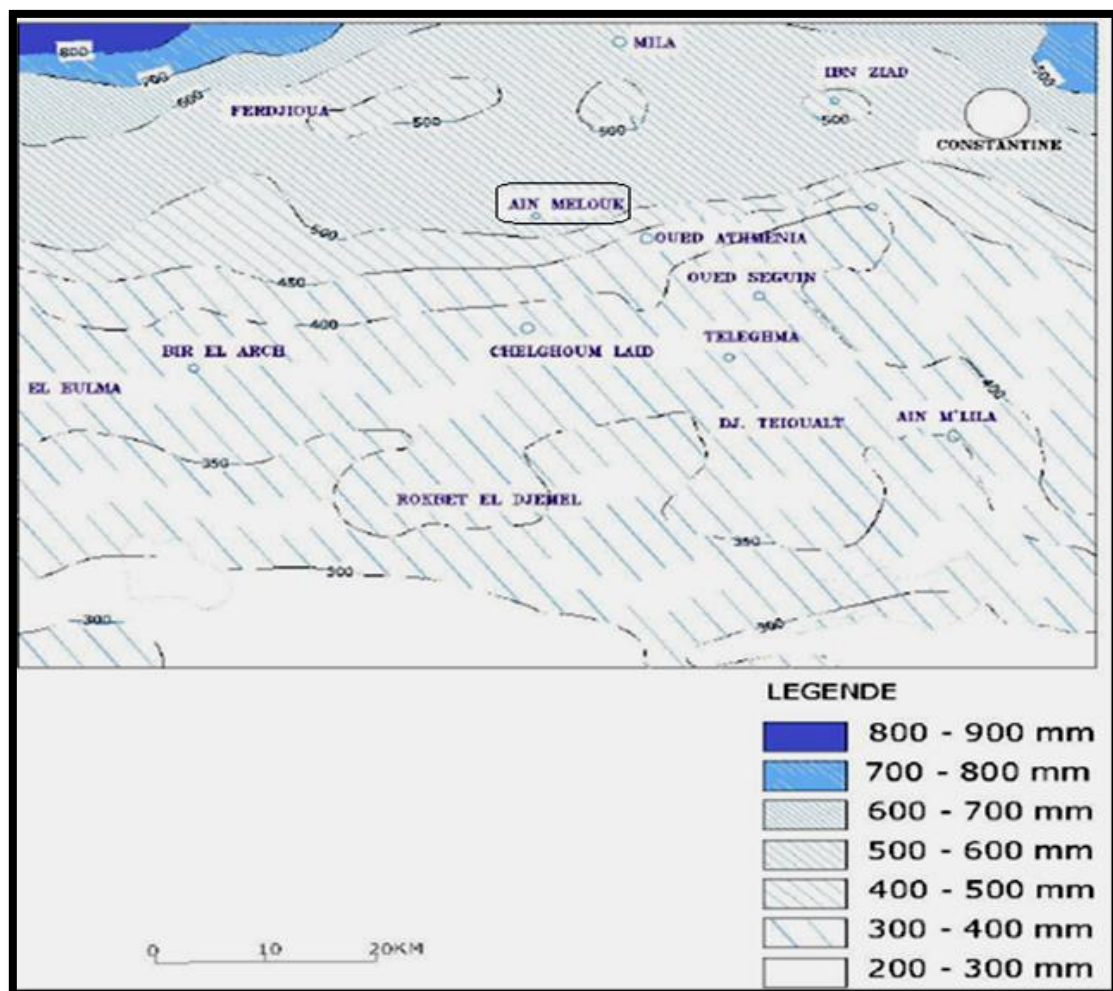 MILA
800
700
IBN ZIAD
600
FERDJIOUA
500
500
500
CONSTANTINE
AIN MELOUK
500
OUED ATHMENIA
450
OUED SEGUIN
400
TELEGHMA
BIR EL ARCH
CHELGHOUM LAID
EL EULMA
400
AIN M'LILA
DJ. TEIOUALT
350
ROKBET EL DJEMEL
350
300
300
300
LEGENDE
800 - 900 mm
700 - 800 mm
600 - 700 mm
500 - 600 mm
400 - 500 mm
300 - 400 mm
200 - 300 mm
0 10 20KM